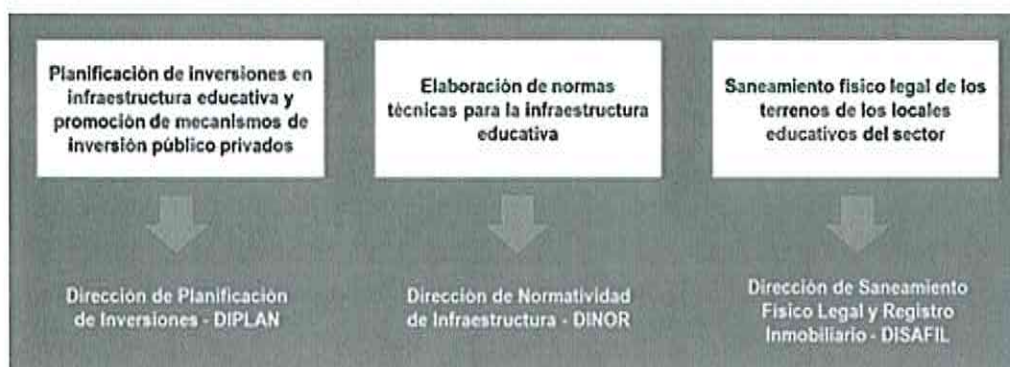 Planificación de inversiones en
infraestructura educativa y
promoción de mecanismos de
inversión público privados
Elaboración de normas
técnicas para la infraestructura
educativa
Saneamiento físico legal de los
terrenos de los locales
educativos del sector
Dirección de Planificación
de Inversiones - DIPLAN
Dirección de Normatividad
de Infraestructura - DINOR
Dirección de Saneamiento
Físico Legal y Registro
Inmobiliario - DISAFIL